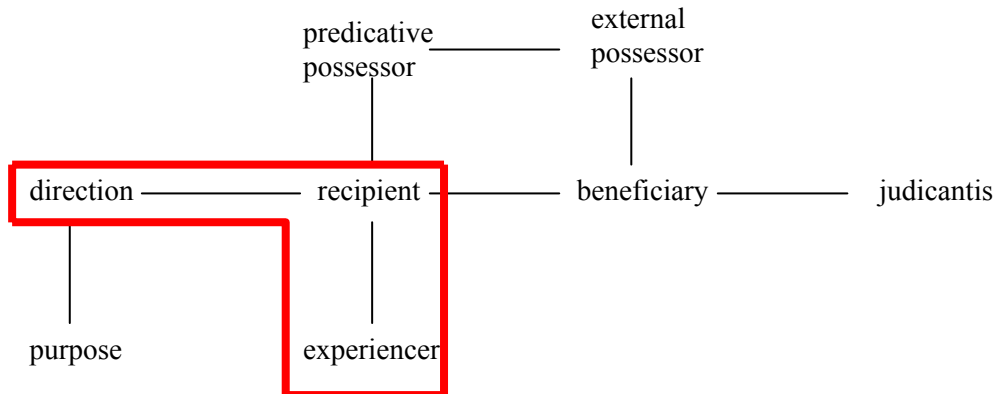 predicative
possessor
external
possessor
direction
recipient
beneficiary
judicantis
purpose
experiencer